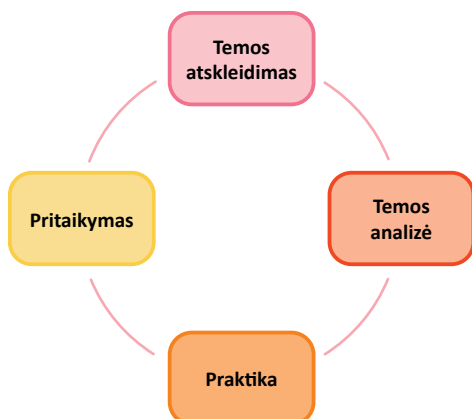 Temos
atskleidimas
Temos
analizė
Praktika
Pritaikymas